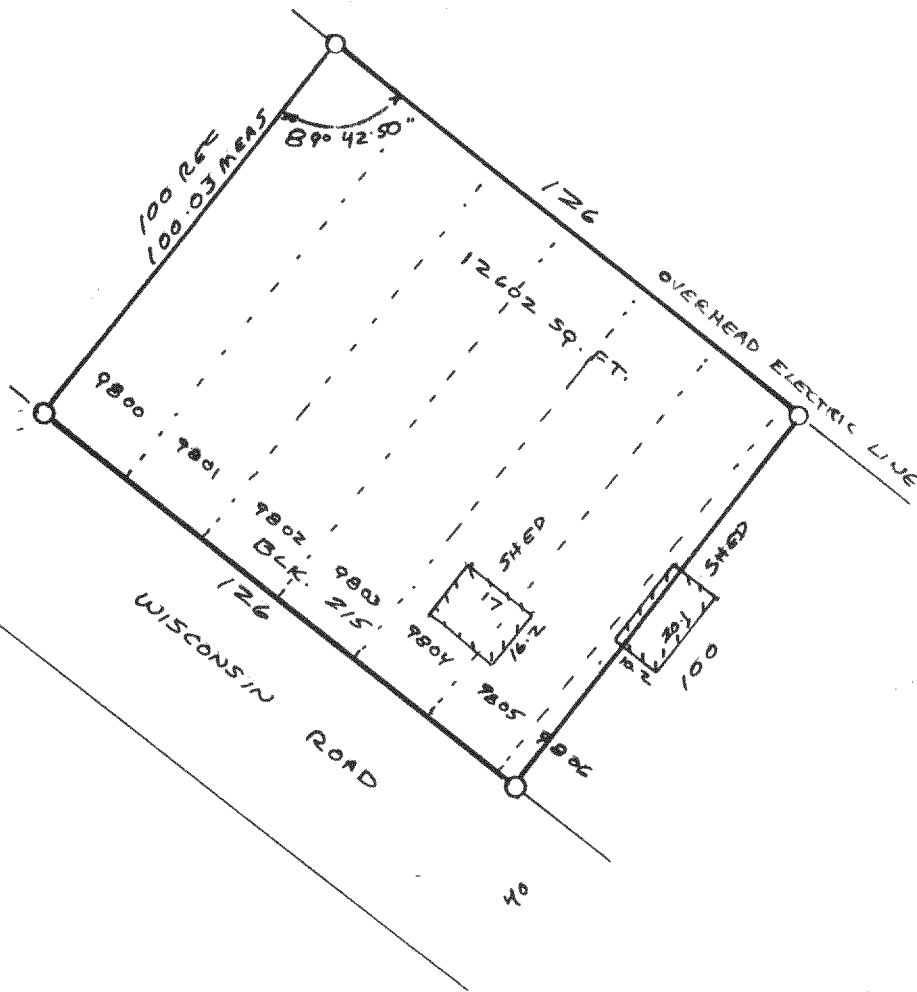 100 REC
100.03 MEAS
89° 42' 50"
126
12602 SQ. FT.
OVERHEAD ELECTRIC LINE
9800
9801
9802
9803
9804
9805
9806
BLK.
215
126
SHED
17
16.2
SHED
20.1
10.2
100
WISCONSIN
ROAD
40